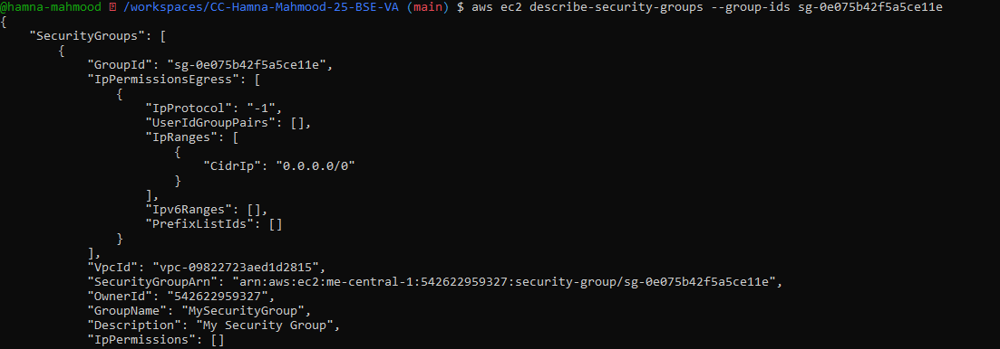 @hamna-mahmood /workspaces/CC-Hamna-Mahmood-25-BSE-VA (main) $ aws ec2 describe-security-groups --group-ids sg-0e075b42f5a5ce11e
{
    "SecurityGroups": [
        {
            "GroupId": "sg-0e075b42f5a5ce11e",
            "IpPermissionsEgress": [
                {
                    "IpProtocol": "-1",
                    "UserIdGroupPairs": [],
                    "IpRanges": [
                        {
                            "CidrIp": "0.0.0.0/0"
                        }
                    ],
                    "Ipv6Ranges": [],
                    "PrefixListIds": []
                }
            ],
            "VpcId": "vpc-09822723aed1d2815",
            "SecurityGroupArn": "arn:aws:ec2:me-central-1:542622959327:security-group/sg-0e075b42f5a5ce11e",
            "OwnerId": "542622959327",
            "GroupName": "MySecurityGroup",
            "Description": "My Security Group",
            "IpPermissions": []